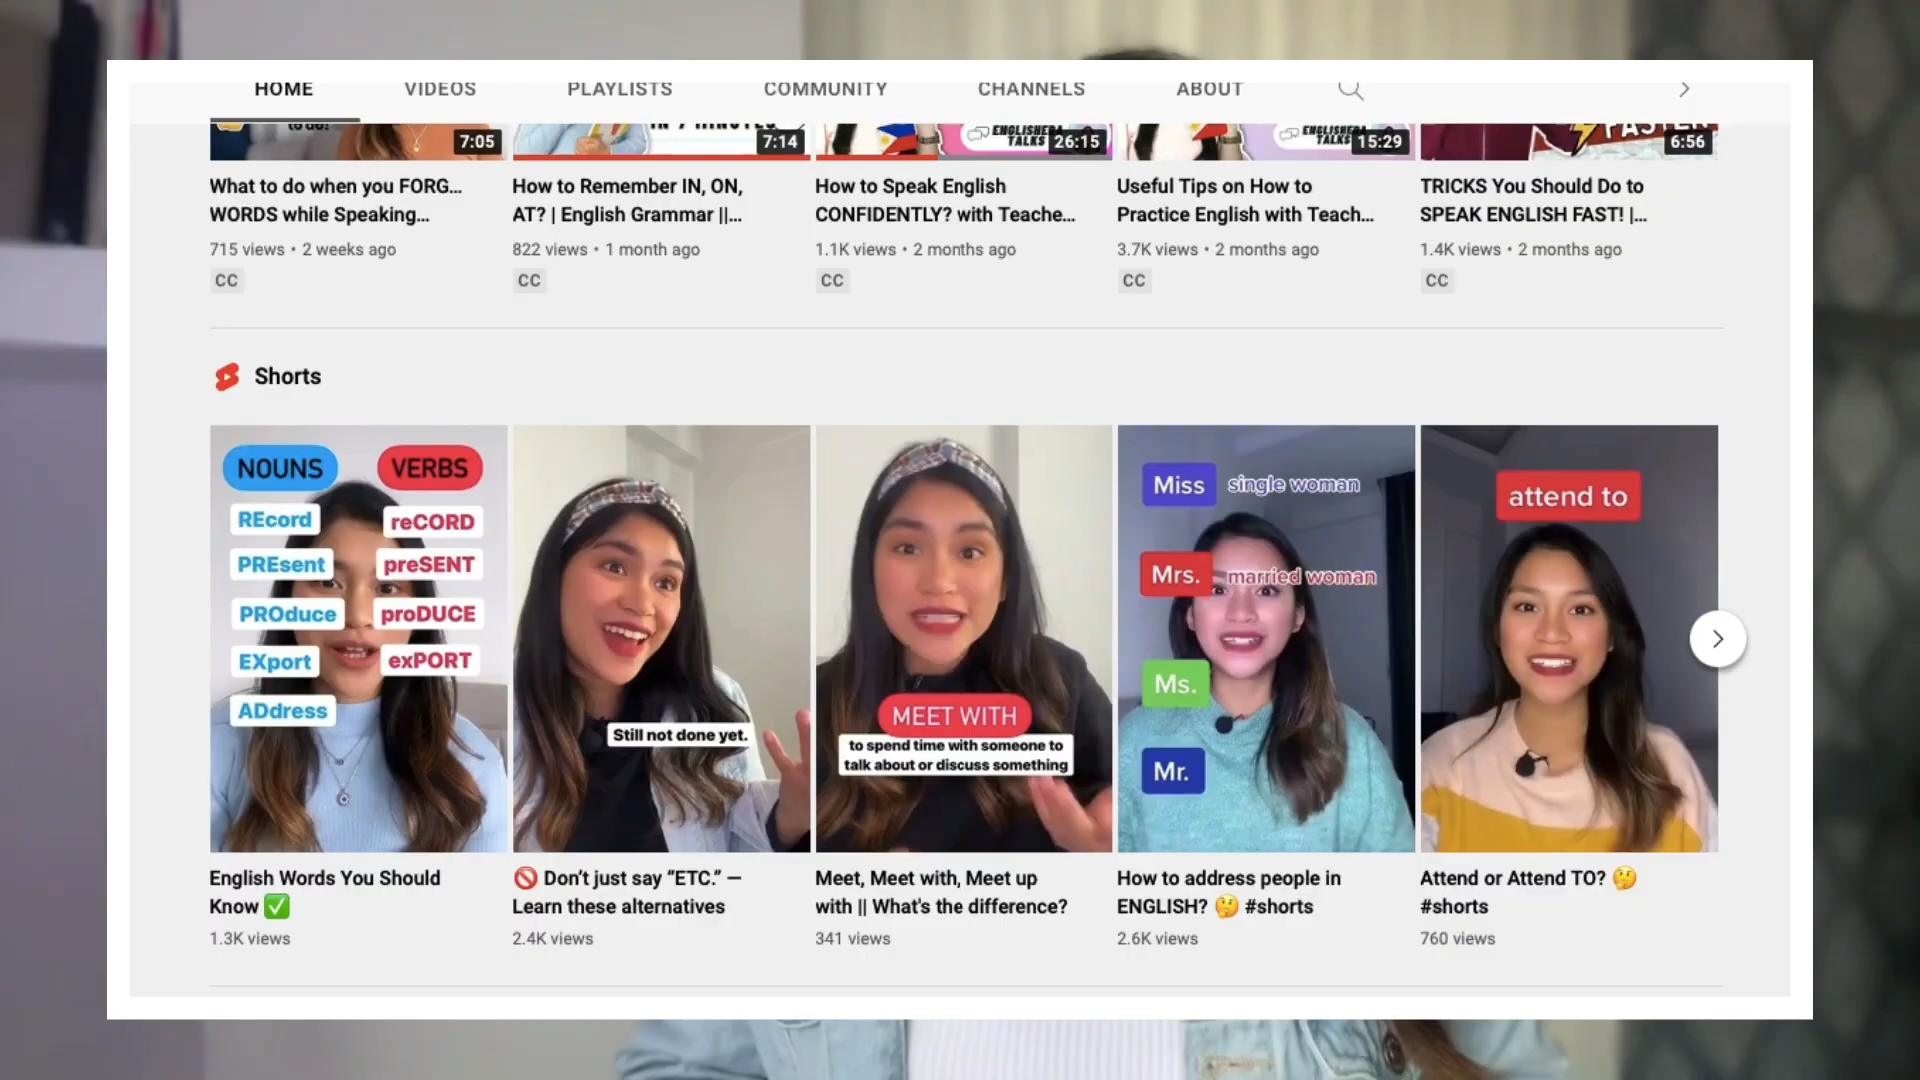 HOME VIDEOS PLAYLISTS COMMUNITY CHANNELS ABOUT
7:05
7:14
ENGLISHERA
TALKS
26:15
ENGLISHERA
TALKS
15:29
6:56
What to do when you FORG...
WORDS while Speaking...
715 views • 2 weeks ago
CC
How to Remember IN, ON,
AT? | English Grammar ||...
822 views • 1 month ago
CC
How to Speak English
CONFIDENTLY? with Teache...
1.1K views • 2 months ago
CC
Useful Tips on How to
Practice English with Teach...
3.7K views • 2 months ago
CC
TRICKS You Should Do to
SPEAK ENGLISH FAST! |...
1.4K views • 2 months ago
CC
Shorts
NOUNS VERBS
REcord reCORD
PREsent preSENT
PROduce proDUCE
EXport exPORT
ADdress
English Words You Should
Know ✅
1.3K views
Still not done yet.
🚫 Don’t just say “ETC.” —
Learn these alternatives
2.4K views
MEET WITH
to spend time with someone to
talk about or discuss something
Meet, Meet with, Meet up
with || What's the difference?
341 views
Miss single woman
Mrs. married woman
Ms.
Mr.
How to address people in
ENGLISH? 🤔 #shorts
2.6K views
attend to
Attend or Attend TO? 🤔
#shorts
760 views